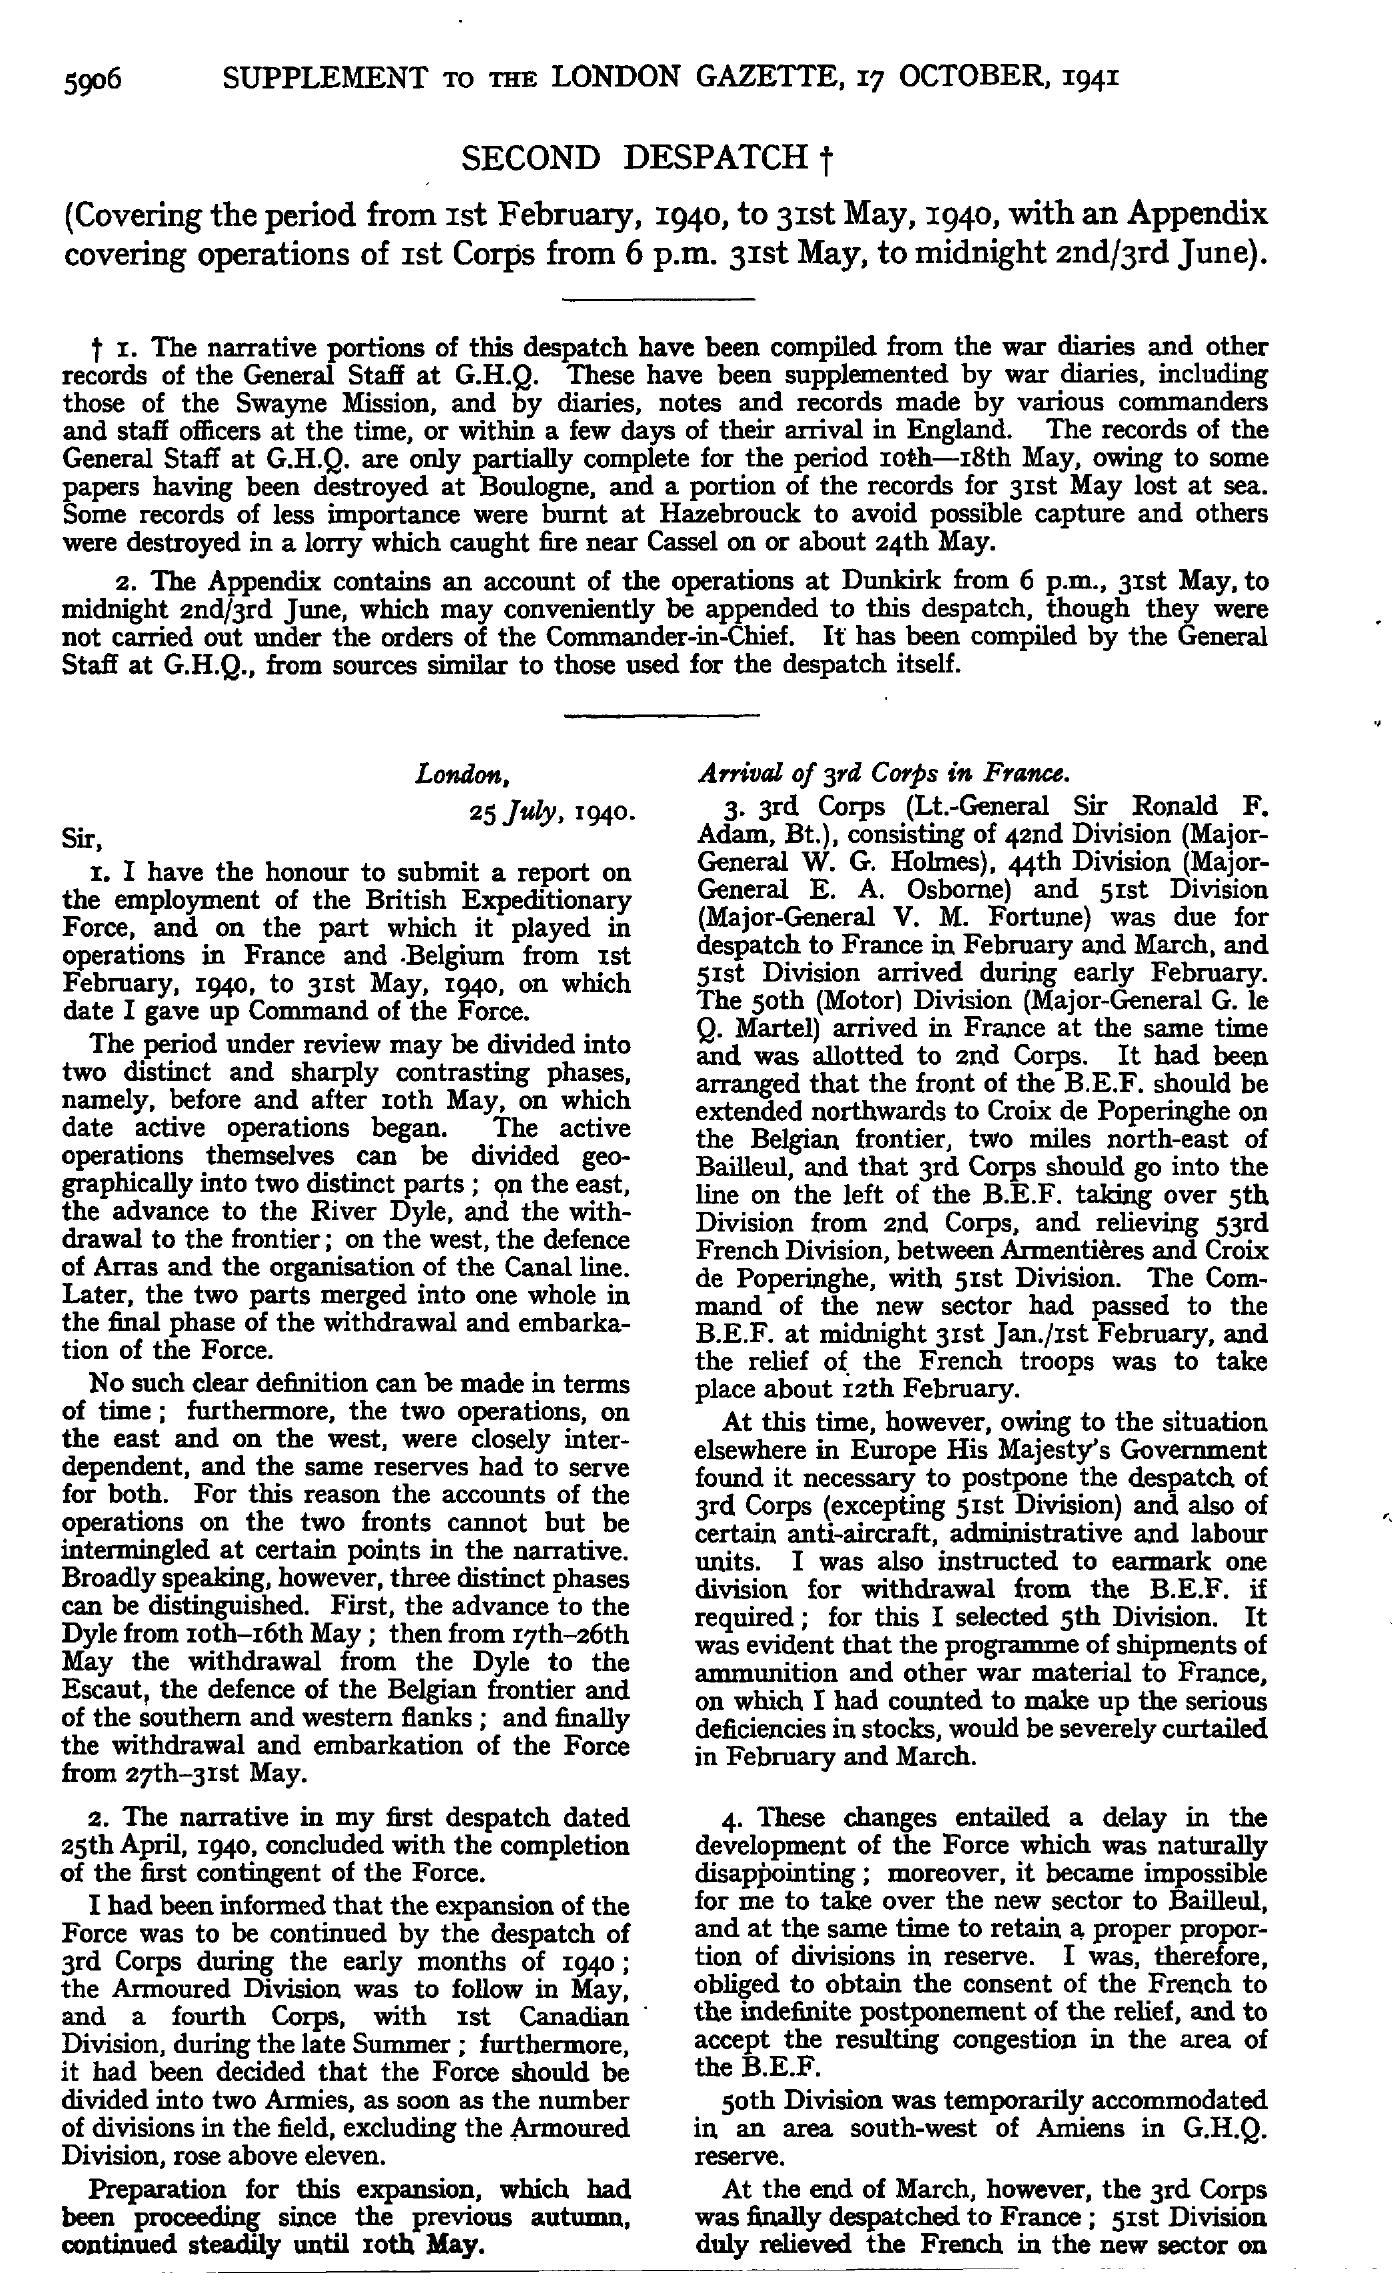 5906 SUPPLEMENT TO THE LONDON GAZETTE, 17 OCTOBER, 1941
SECOND DESPATCH †
(Covering the period from 1st February, 1940, to 31st May, 1940, with an Appendix
covering operations of 1st Corps from 6 p.m. 31st May, to midnight 2nd/3rd June).
† 1. The narrative portions of this despatch have been compiled from the war diaries and other
records of the General Staff at G.H.Q. These have been supplemented by war diaries, including
those of the Swayne Mission, and by diaries, notes and records made by various commanders
and staff officers at the time, or within a few days of their arrival in England. The records of the
General Staff at G.H.Q. are only partially complete for the period 10th—18th May, owing to some
papers having been destroyed at Boulogne, and a portion of the records for 31st May lost at sea.
Some records of less importance were burnt at Hazebrouck to avoid possible capture and others
were destroyed in a lorry which caught fire near Cassel on or about 24th May.
2. The Appendix contains an account of the operations at Dunkirk from 6 p.m., 31st May, to
midnight 2nd/3rd June, which may conveniently be appended to this despatch, though they were
not carried out under the orders of the Commander-in-Chief. It has been compiled by the General
Staff at G.H.Q., from sources similar to those used for the despatch itself.
London,
25 July, 1940.
Sir,
1. I have the honour to submit a report on
the employment of the British Expeditionary
Force, and on the part which it played in
operations in France and Belgium from 1st
February, 1940, to 31st May, 1940, on which
date I gave up Command of the Force.
The period under review may be divided into
two distinct and sharply contrasting phases,
namely, before and after 10th May, on which
date active operations began. The active
operations themselves can be divided geo-
graphically into two distinct parts ; on the east,
the advance to the River Dyle, and the with-
drawal to the frontier ; on the west, the defence
of Arras and the organisation of the Canal line.
Later, the two parts merged into one whole in
the final phase of the withdrawal and embarka-
tion of the Force.
No such clear definition can be made in terms
of time ; furthermore, the two operations, on
the east and on the west, were closely inter-
dependent, and the same reserves had to serve
for both. For this reason the accounts of the
operations on the two fronts cannot but be
intermingled at certain points in the narrative.
Broadly speaking, however, three distinct phases
can be distinguished. First, the advance to the
Dyle from 10th–16th May ; then from 17th–26th
May the withdrawal from the Dyle to the
Escaut, the defence of the Belgian frontier and
of the southern and western flanks ; and finally
the withdrawal and embarkation of the Force
from 27th–31st May.
2. The narrative in my first despatch dated
25th April, 1940, concluded with the completion
of the first contingent of the Force.
I had been informed that the expansion of the
Force was to be continued by the despatch of
3rd Corps during the early months of 1940 ;
the Armoured Division was to follow in May,
and a fourth Corps, with 1st Canadian
Division, during the late Summer ; furthermore,
it had been decided that the Force should be
divided into two Armies, as soon as the number
of divisions in the field, excluding the Armoured
Division, rose above eleven.
Preparation for this expansion, which had
been proceeding since the previous autumn,
continued steadily until 10th May.
Arrival of 3rd Corps in France.
3. 3rd Corps (Lt.-General Sir Ronald F.
Adam, Bt.), consisting of 42nd Division (Major-
General W. G. Holmes), 44th Division (Major-
General E. A. Osborne) and 51st Division
(Major-General V. M. Fortune) was due for
despatch to France in February and March, and
51st Division arrived during early February.
The 50th (Motor) Division (Major-General G. le
Q. Martel) arrived in France at the same time
and was allotted to 2nd Corps. It had been
arranged that the front of the B.E.F. should be
extended northwards to Croix de Poperinghe on
the Belgian frontier, two miles north-east of
Bailleul, and that 3rd Corps should go into the
line on the left of the B.E.F. taking over 5th
Division from 2nd Corps, and relieving 53rd
French Division, between Armentières and Croix
de Poperinghe, with 51st Division. The Com-
mand of the new sector had passed to the
B.E.F. at midnight 31st Jan./1st February, and
the relief of the French troops was to take
place about 12th February.
At this time, however, owing to the situation
elsewhere in Europe His Majesty's Government
found it necessary to postpone the despatch of
3rd Corps (excepting 51st Division) and also of
certain anti-aircraft, administrative and labour
units. I was also instructed to earmark one
division for withdrawal from the B.E.F. if
required ; for this I selected 5th Division. It
was evident that the programme of shipments of
ammunition and other war material to France,
on which I had counted to make up the serious
deficiencies in stocks, would be severely curtailed
in February and March.
4. These changes entailed a delay in the
development of the Force which was naturally
disappointing ; moreover, it became impossible
for me to take over the new sector to Bailleul,
and at the same time to retain a proper propor-
tion of divisions in reserve. I was, therefore,
obliged to obtain the consent of the French to
the indefinite postponement of the relief, and to
accept the resulting congestion in the area of
the B.E.F.
50th Division was temporarily accommodated
in an area south-west of Amiens in G.H.Q.
reserve.
At the end of March, however, the 3rd Corps
was finally despatched to France ; 51st Division
duly relieved the French in the new sector on